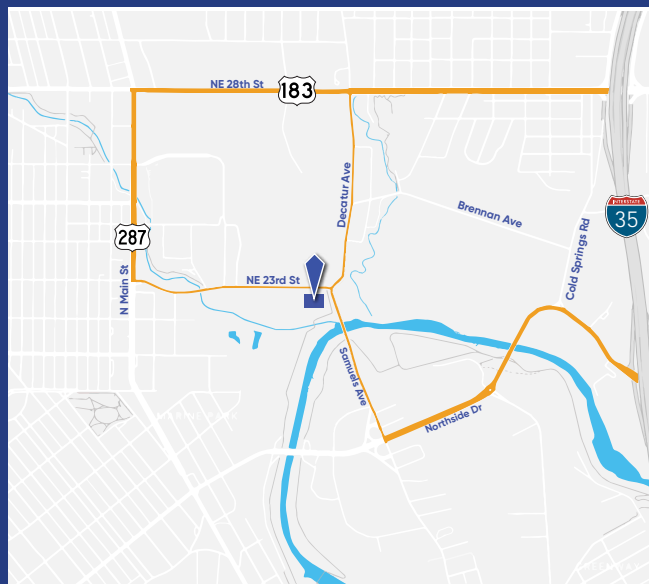 NE 28th St
183
Decatur Ave
Brennan Ave
INTERSTATE
35
287
Cold Springs Rd
N Main St
NE 23rd St
Samuels Ave
Northside Dr